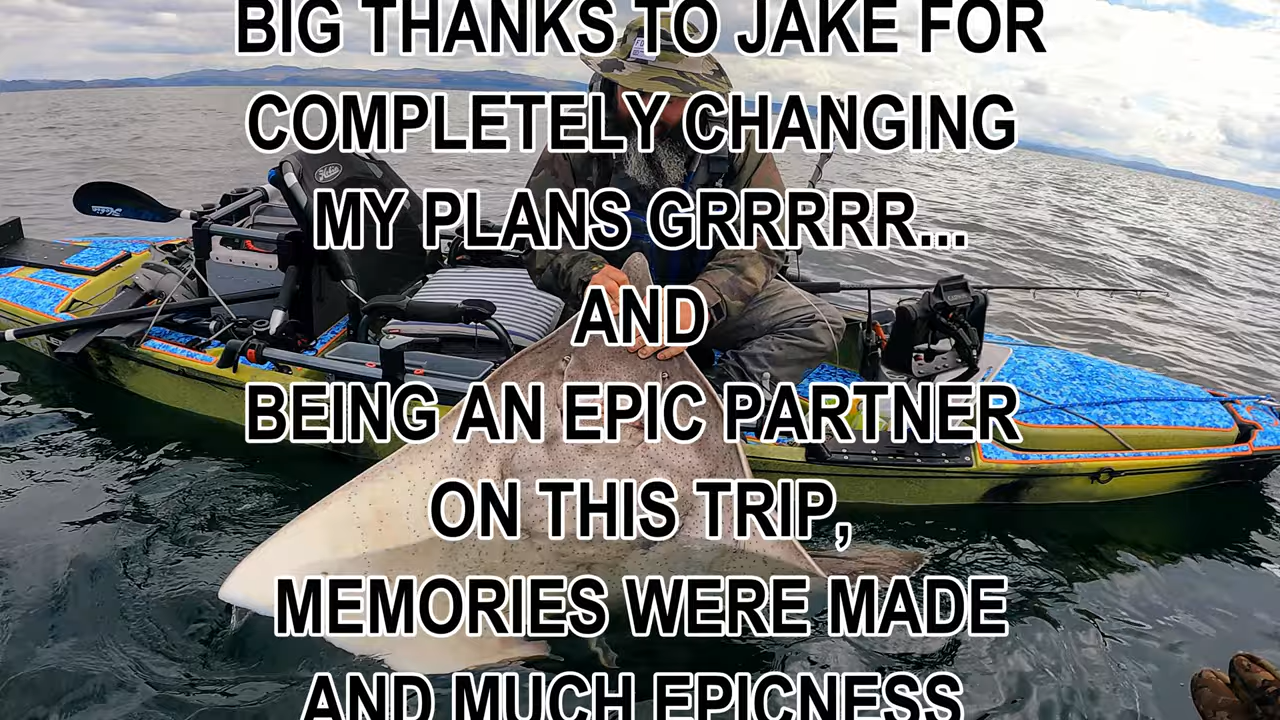 BIG THANKS TO JAKE FOR
COMPLETELY CHANGING
MY PLANS GRRRRR...
AND
BEING AN EPIC PARTNER
ON THIS TRIP,
MEMORIES WERE MADE
AND MUCH EPICNESS
Hobie